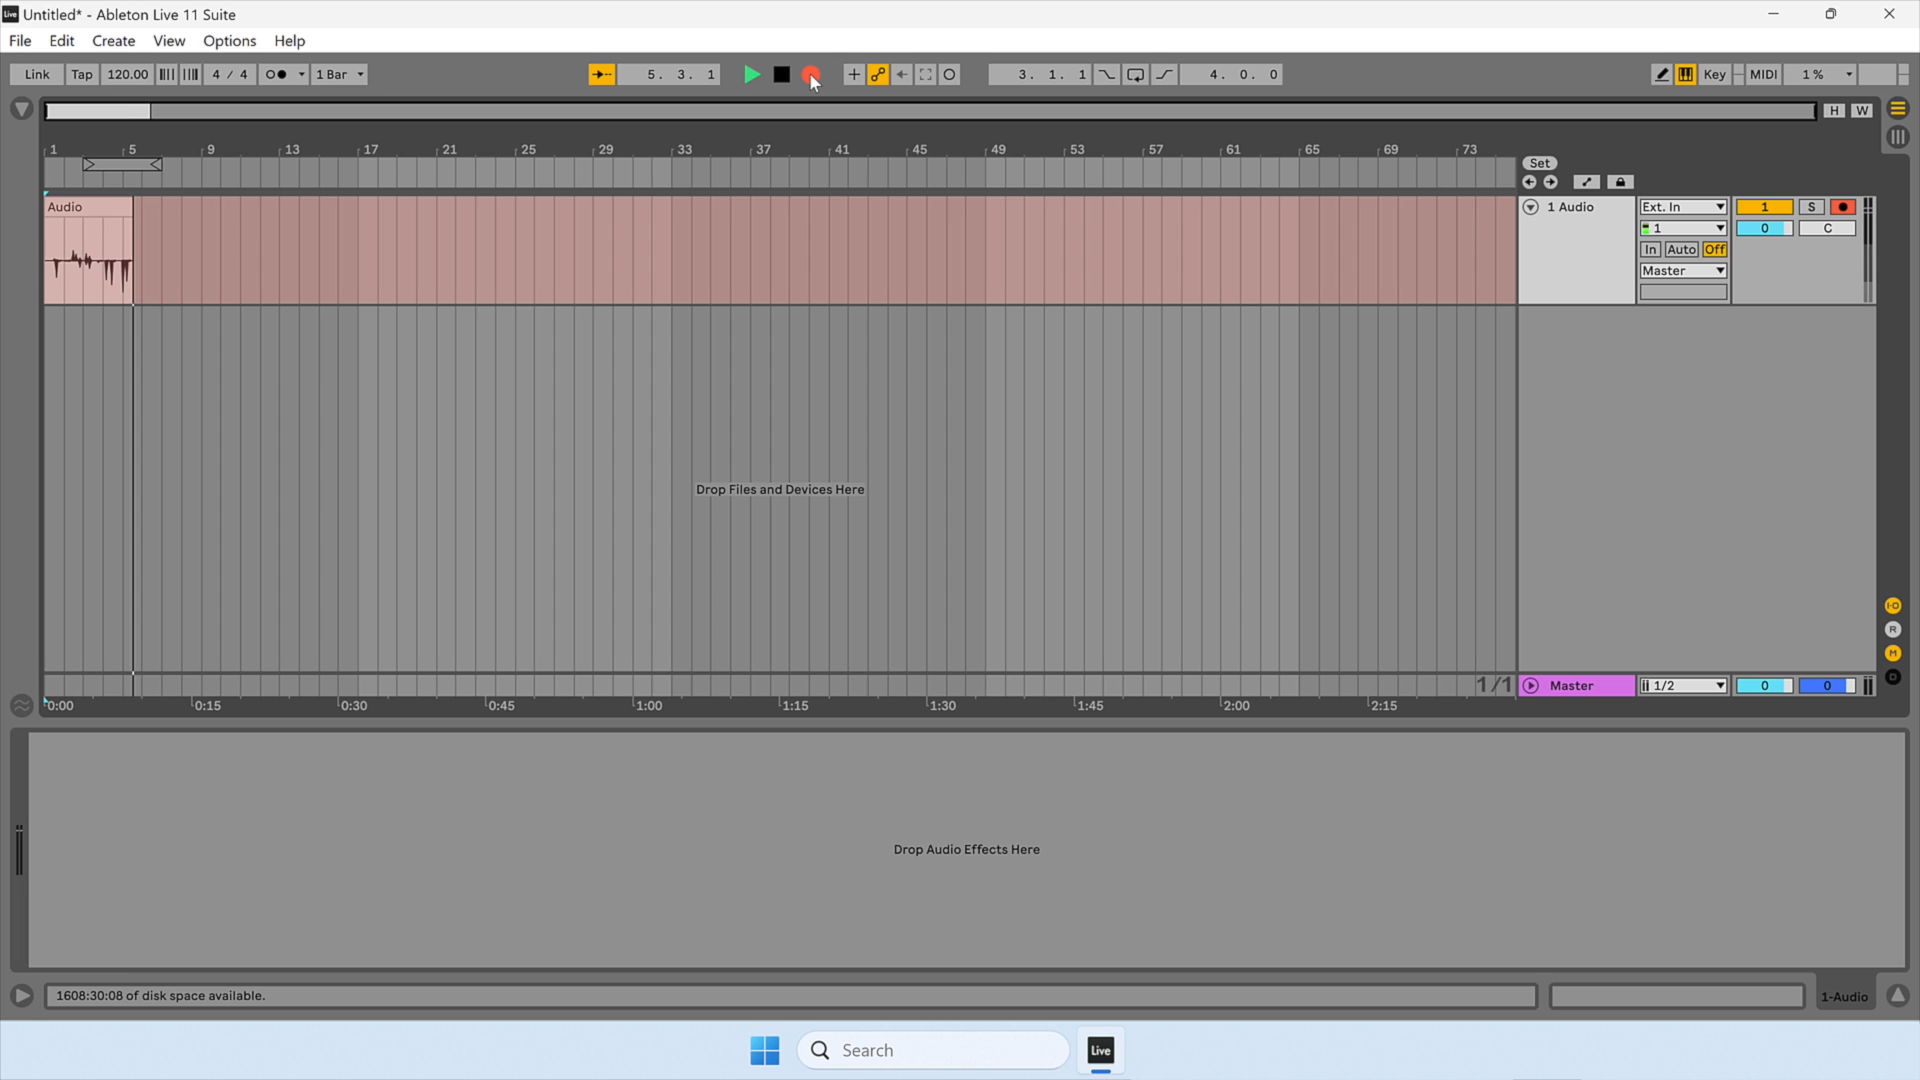 Live Untitled* - Ableton Live 11 Suite
File Edit Create View Options Help
Link Tap 120.00 4 / 4 1 Bar 5. 3. 1 3. 1. 1 4. 0. 0 Key MIDI 1 %
H W
1 5 9 13 17 21 25 29 33 37 41 45 49 53 57 61 65 69 73
Set
Audio 1 Audio Ext. In 1 S
1 0 C
In Auto Off
Master
Drop Files and Devices Here
I-O
R
M
D
1/1 Master 1/2 0 0
0:00 0:15 0:30 0:45 1:00 1:15 1:30 1:45 2:00 2:15
Drop Audio Effects Here
1608:30:08 of disk space available. 1-Audio
Search Live